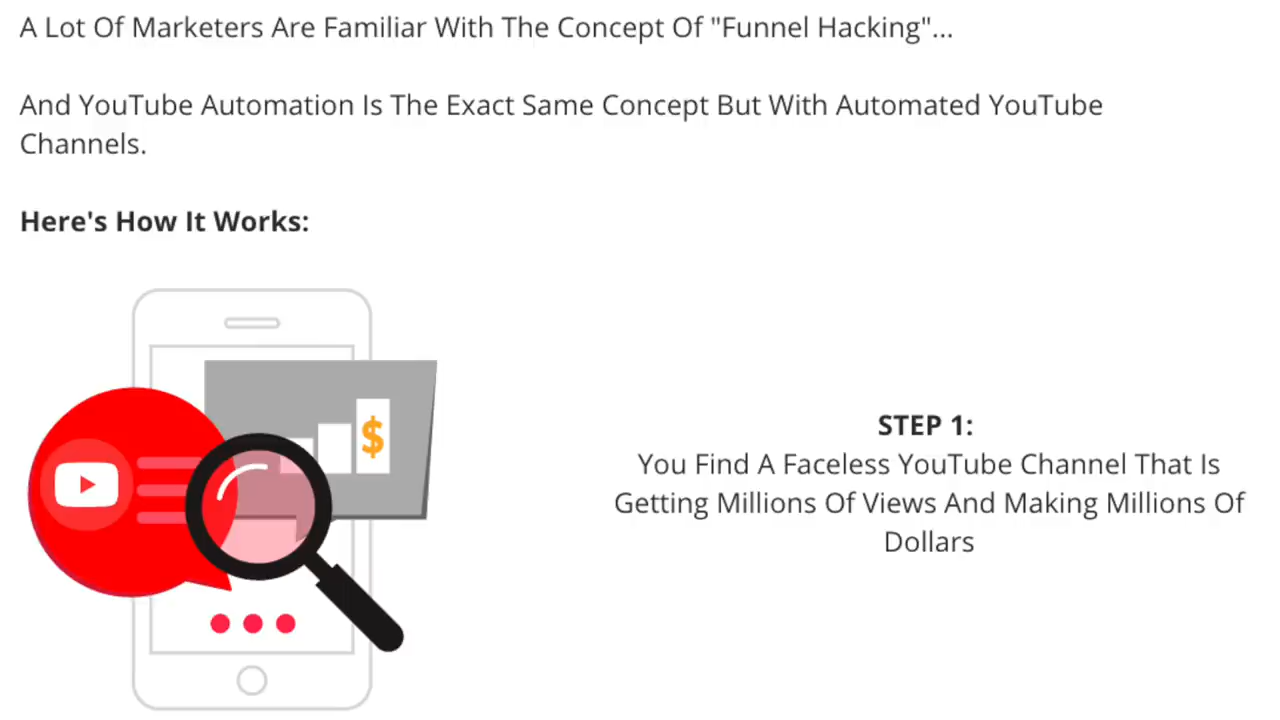 A Lot Of Marketers Are Familiar With The Concept Of "Funnel Hacking"...
And YouTube Automation Is The Exact Same Concept But With Automated YouTube
Channels.
Here's How It Works:
$
STEP 1:
You Find A Faceless YouTube Channel That Is
Getting Millions Of Views And Making Millions Of
Dollars